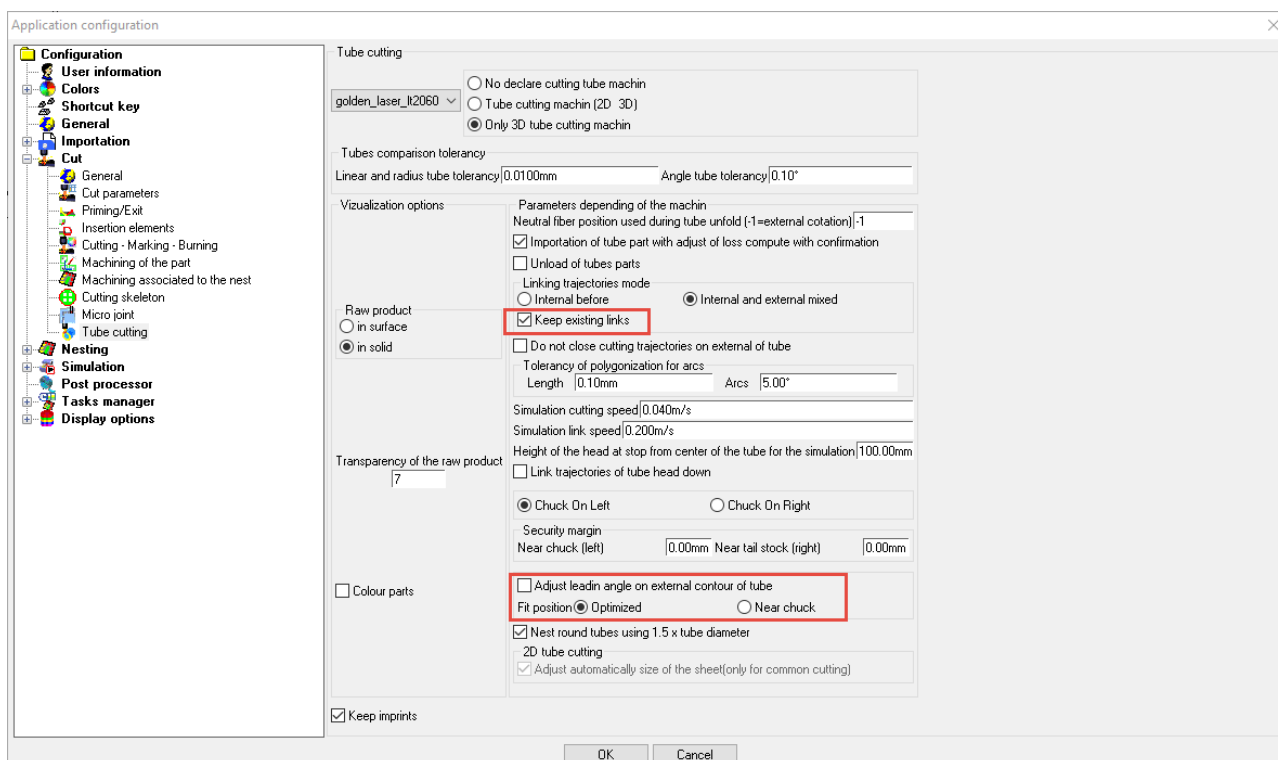 Application configuration
Configuration
User information
Colors
Shortcut key
General
Importation
Cut
General
Cut parameters
Priming/Exit
Insertion elements
Cutting - Marking - Burning
Machining of the part
Machining associated to the nest
Cutting skeleton
Micro joint
Tube cutting
Nesting
Simulation
Post processor
Tasks manager
Display options
Tube cutting
golden_laser_lt2060
No declare cutting tube machin
Tube cutting machin (2D 3D)
Only 3D tube cutting machin
Tubes comparison tolerancy
Linear and radius tube tolerancy 0.0100mm Angle tube tolerancy 0.10°
Vizualization options
Raw product
in surface
in solid
Transparency of the raw product
7
Colour parts
Parameters depending of the machin
Neutral fiber position used during tube unfold (-1=external cotation) -1
Importation of tube part with adjust of loss compute with confirmation
Unload of tubes parts
Linking trajectories mode
Internal before Internal and external mixed
Keep existing links
Do not close cutting trajectories on external of tube
Tolerancy of polygonization for arcs
Length 0.10mm Arcs 5.00°
Simulation cutting speed 0.040m/s
Simulation link speed 0.200m/s
Height of the head at stop from center of the tube for the simulation 100.00mm
Link trajectories of tube head down
Chuck On Left Chuck On Right
Security margin
Near chuck (left) 0.00mm Near tail stock (right) 0.00mm
Adjust leadin angle on external contour of tube
Fit position Optimized Near chuck
Nest round tubes using 1.5 x tube diameter
2D tube cutting
Adjust automatically size of the sheet(only for common cutting)
Keep imprints
OK Cancel